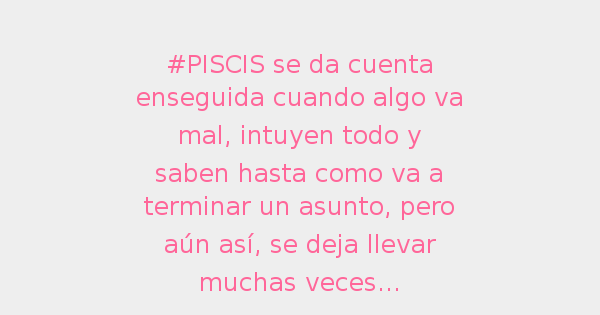 #PISCIS se da cuenta
enseguida cuando algo va
mal, intuyen todo y
saben hasta como va a
terminar un asunto, pero
aún así, se deja llevar
muchas veces...